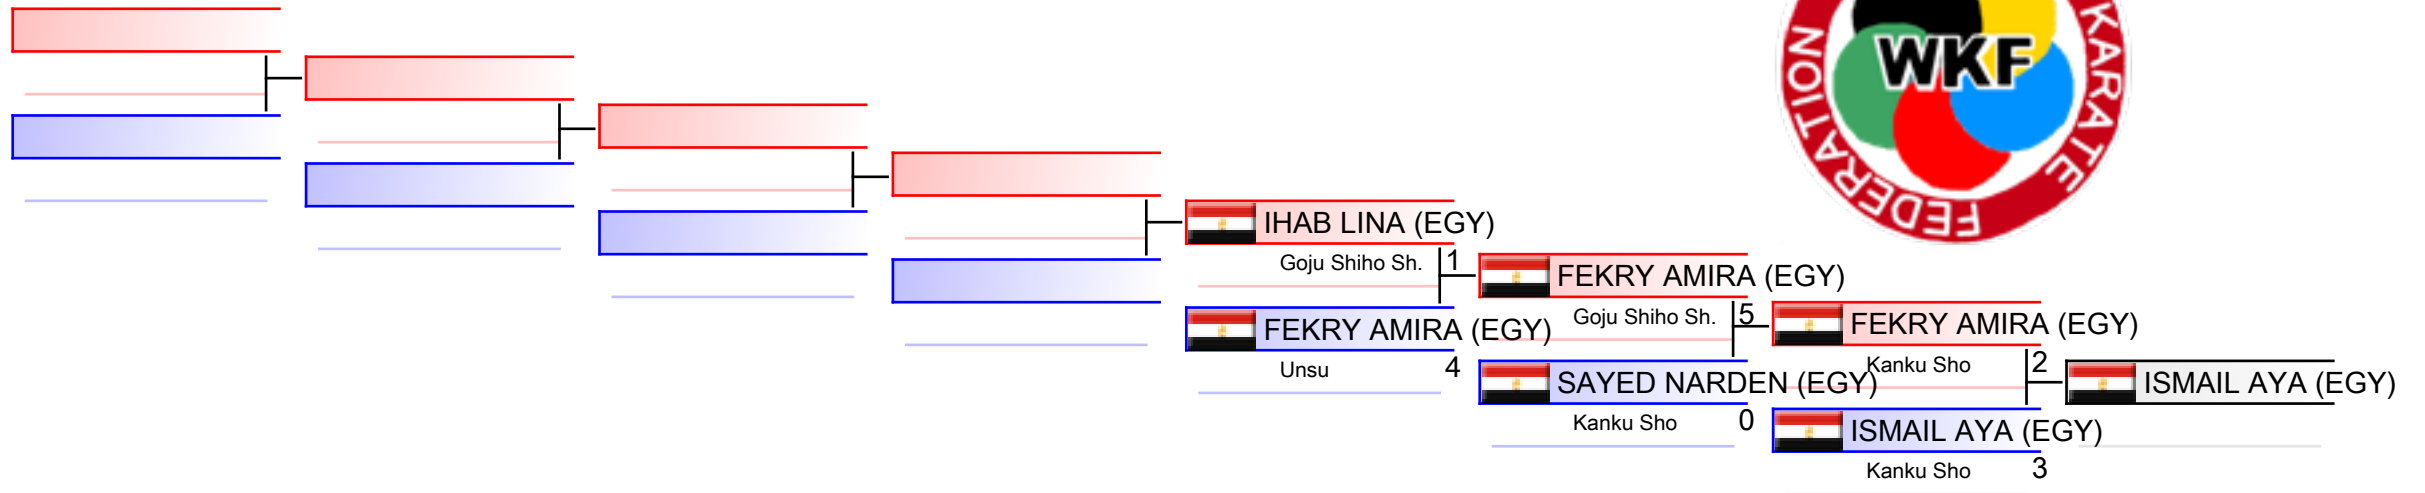 KARATE
FEDERATION
WKF
IHAB LINA (EGY)
Goju Shiho Sh.
1
FEKRY AMIRA (EGY)
Unsu
4
FEKRY AMIRA (EGY)
Goju Shiho Sh.
5
SAYED NARDEN (EGY)
Kanku Sho
0
FEKRY AMIRA (EGY)
Kanku Sho
2
ISMAIL AYA (EGY)
Kanku Sho
3
ISMAIL AYA (EGY)